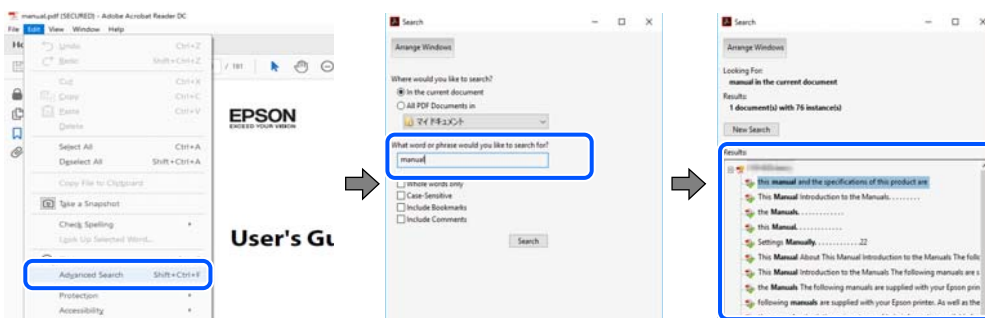 manual.pdf (SECURED) - Adobe Acrobat Reader DC
File Edit View Window Help
Undo Ctrl+Z
Redo Shift+Ctrl+Z
Cut Ctrl+X
Copy Ctrl+C
Paste Ctrl+V
Delete
Select All Ctrl+A
Deselect All Shift+Ctrl+A
Copy File to Clipboard
Take a Snapshot
Check Spelling
Look Up Selected Word...
Advanced Search Shift+Ctrl+F
Protection
Accessibility
/ 191
EPSON
EXCEED YOUR VISION
User's Gu
Search
Arrange Windows
Where would you like to search?
In the current document
All PDF Documents in
マイ ドキュメント
What word or phrase would you like to search for?
manual
Whole words only
Case-Sensitive
Include Bookmarks
Include Comments
Search
Search
Arrange Windows
Looking For:
manual in the current document
Results:
1 document(s) with 76 instance(s)
New Search
Results:
this manual and the specifications of this product are
This Manual Introduction to the Manuals. . . . . . . . .
the Manuals. . . . . . . . . . . . .
this Manual. . . . . . . . . . . . .
Settings Manually. . . . . . . . . . . . .22
This Manual About This Manual Introduction to the Manuals The follo
This Manual Introduction to the Manuals The following manuals are s
the Manuals The following manuals are supplied with your Epson prin
following manuals are supplied with your Epson printer. As well as the